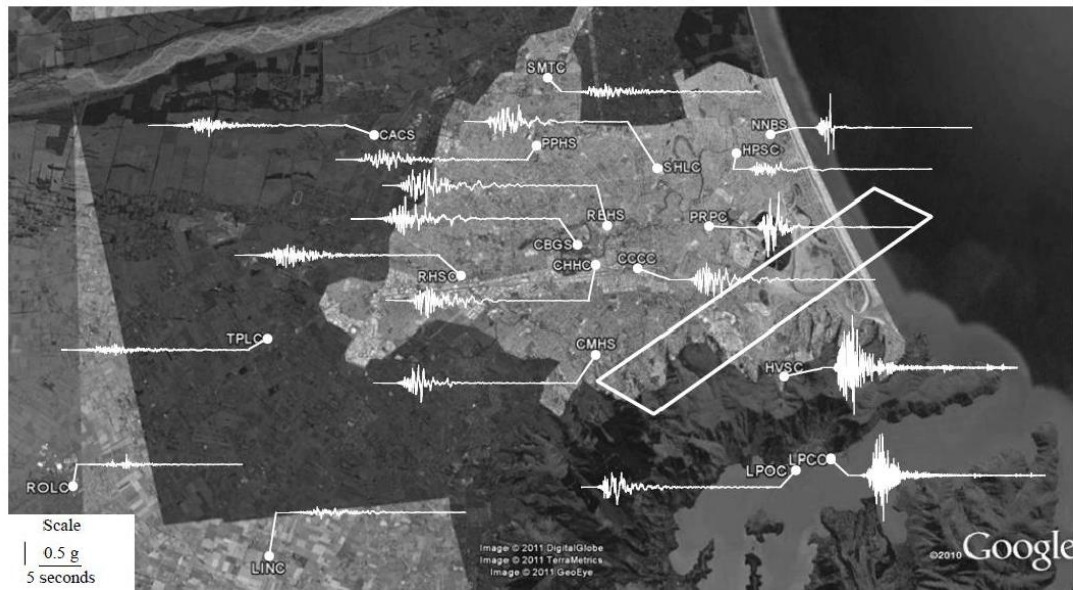 SMTC
NNBS
CACS
PPHS
HPSC
SHLC
REHS
PRPC
CBGS
CHHC
CCCC
RHSC
TPLC
CMHS
HVSC
LPCC
LPOC
ROLC
Scale
0.5 g
5 seconds
LINC
Image © 2011 DigitalGlobe
Image © 2011 TerraMetrics
Image © 2011 GeoEye
©2010 Google